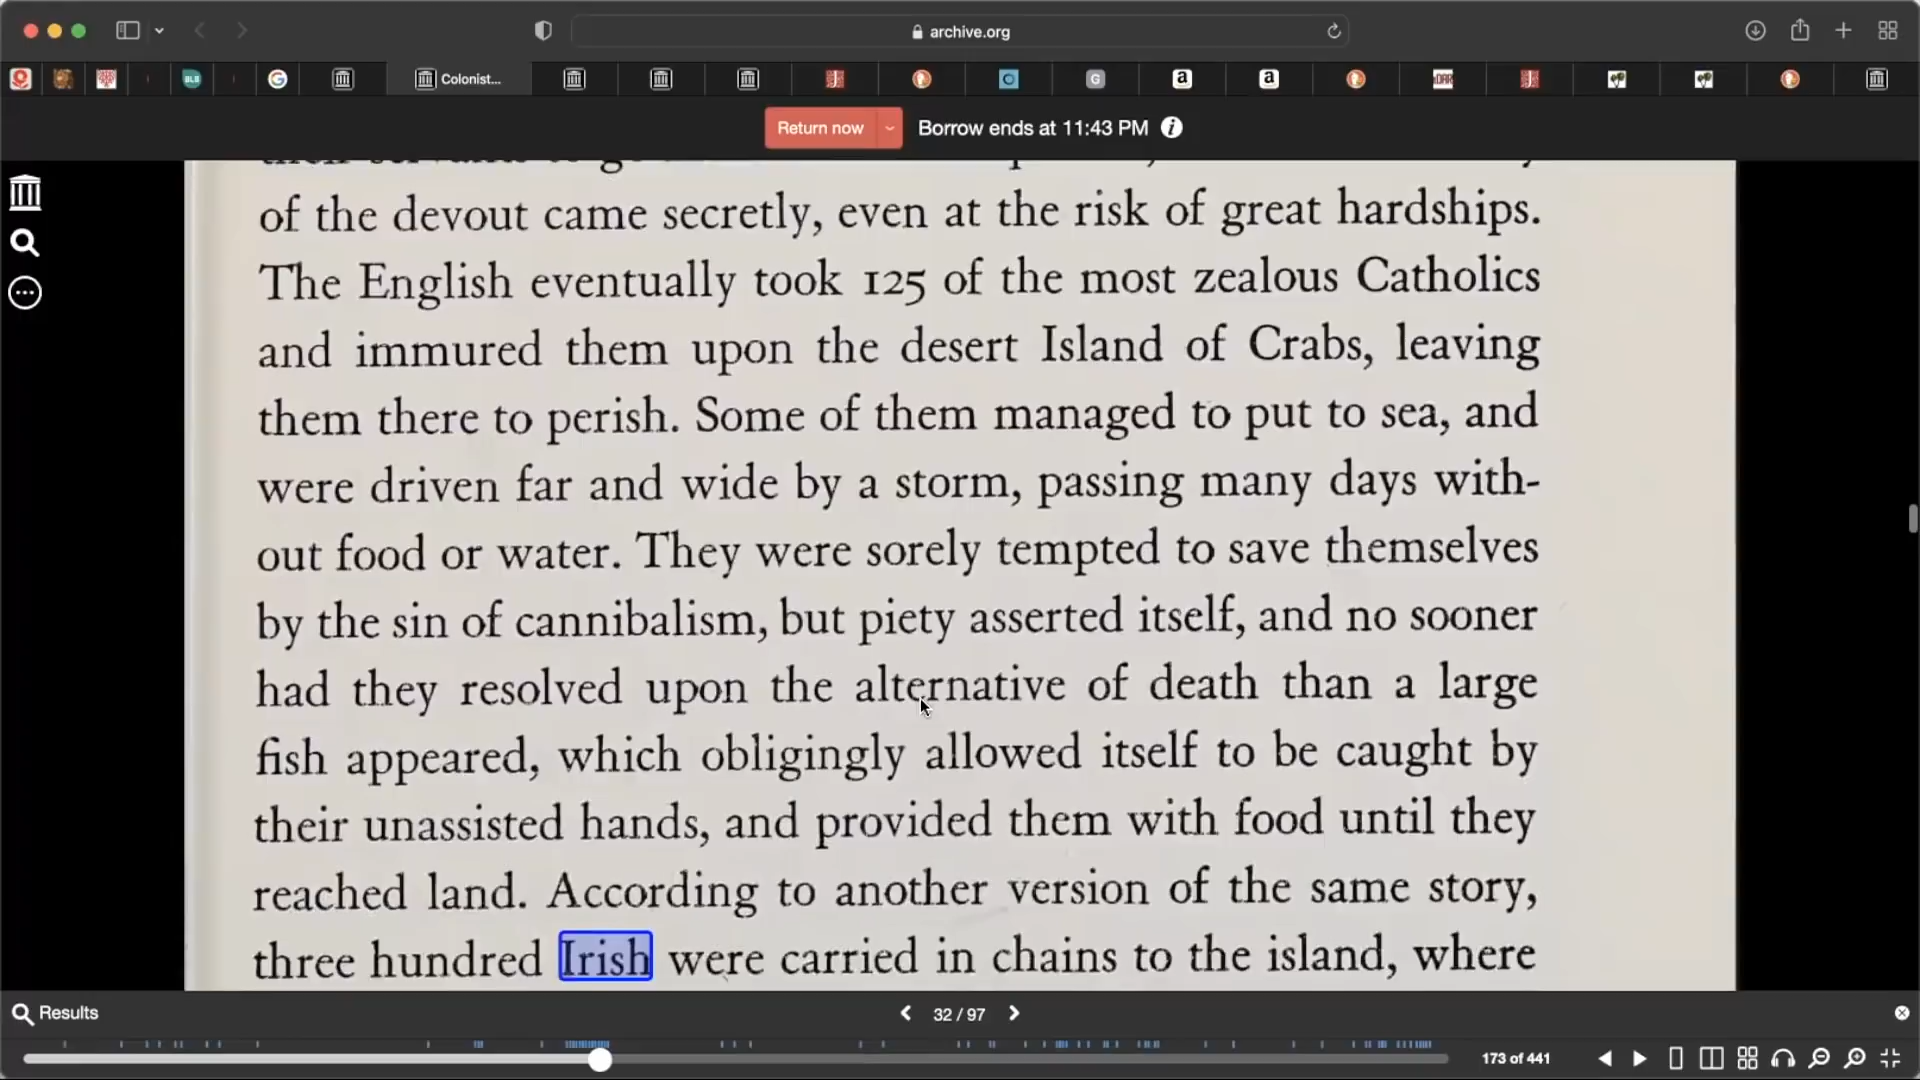 archive.org
Colonist...
Return now
Borrow ends at 11:43 PM
of the devout came secretly, even at the risk of great hardships.
The English eventually took 125 of the most zealous Catholics
and immured them upon the desert Island of Crabs, leaving
them there to perish. Some of them managed to put to sea, and
were driven far and wide by a storm, passing many days with-
out food or water. They were sorely tempted to save themselves
by the sin of cannibalism, but piety asserted itself, and no sooner
had they resolved upon the alternative of death than a large
fish appeared, which obligingly allowed itself to be caught by
their unassisted hands, and provided them with food until they
reached land. According to another version of the same story,
three hundred Irish were carried in chains to the island, where
Results
32 / 97
173 of 441